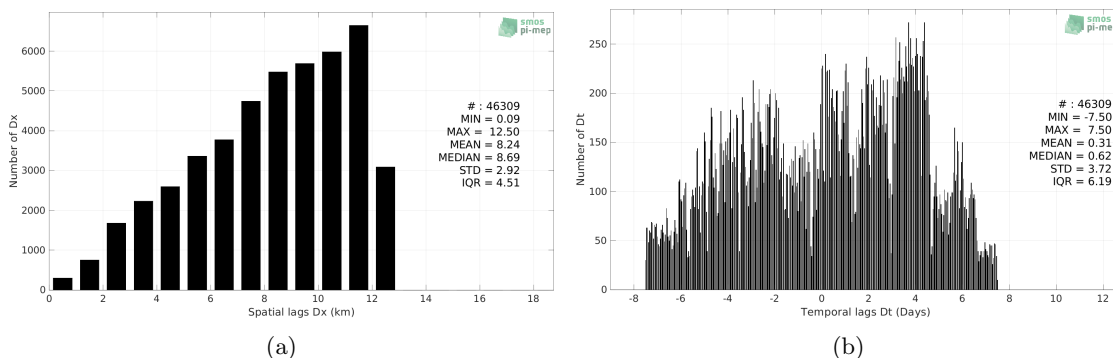 smos
pi-mep
6000
5000
4000
3000
2000
1000
0
Number of Dx
# : 46309
MIN = 0.09
MAX = 12.50
MEAN = 8.24
MEDIAN = 8.69
STD = 2.92
IQR = 4.51
0 2 4 6 8 10 12 14 16 18
Spatial lags Dx (km)
(a)
smos
pi-mep
250
200
150
100
50
0
Number of Dt
# : 46309
MIN = -7.50
MAX = 7.50
MEAN = 0.31
MEDIAN = 0.62
STD = 3.72
IQR = 6.19
-8 -6 -4 -2 0 2 4 6 8 10 12
Temporal lags Dt (Days)
(b)